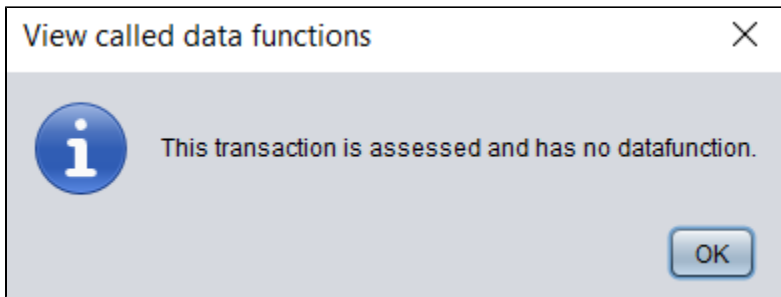 View called data functions
This transaction is assessed and has no datafunction.
OK